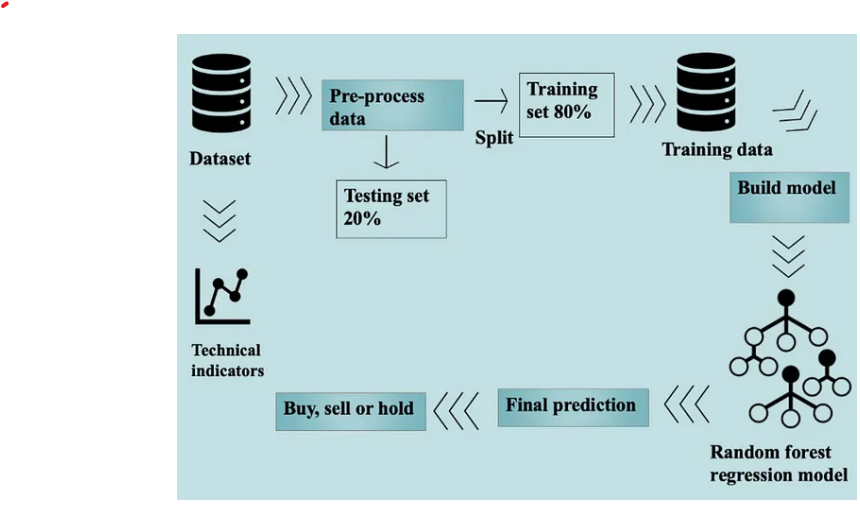 Dataset
Pre-process
data
Split
Training
set 80%
Training data
Testing set
20%
Build model
Technical
indicators
Buy, sell or hold
Final prediction
Random forest
regression model